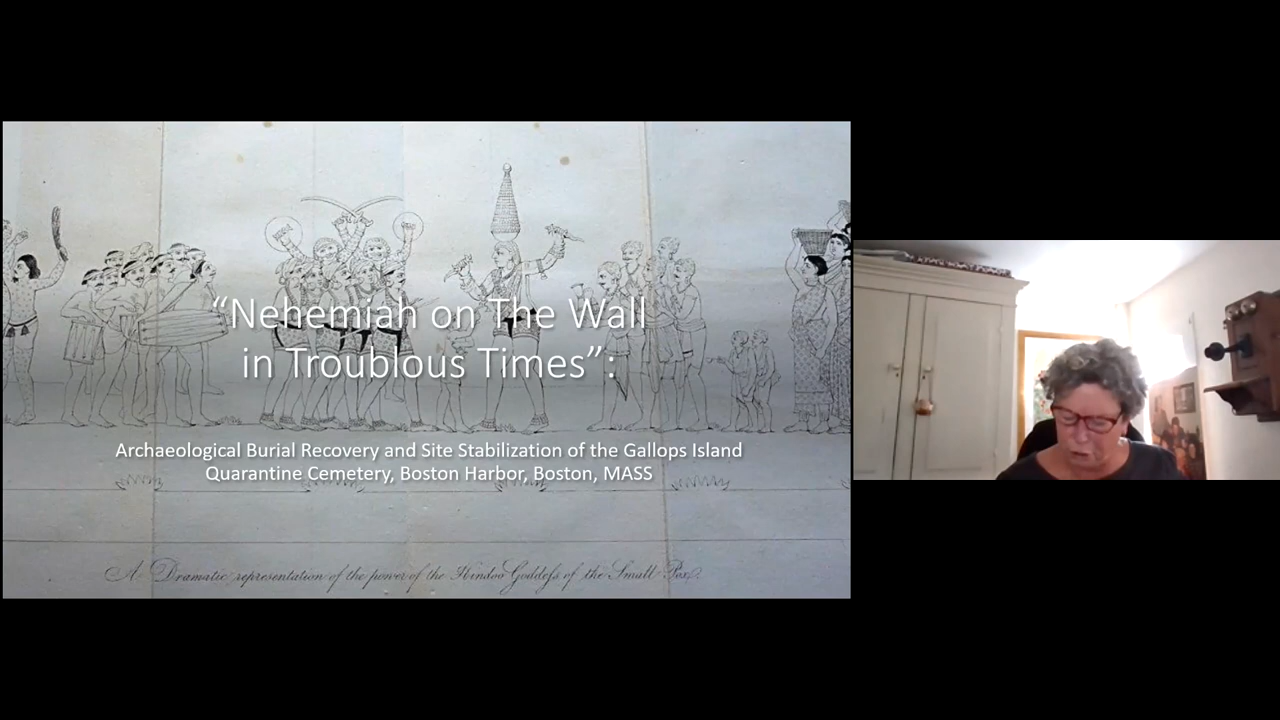 “Nehemiah on The Wall
in Troublous Times”:
Archaeological Burial Recovery and Site Stabilization of the Gallops Island
Quarantine Cemetery, Boston Harbor, Boston, MASS
A Dramatic representation of the power of the Hindoo Goddess of the Small Pox.